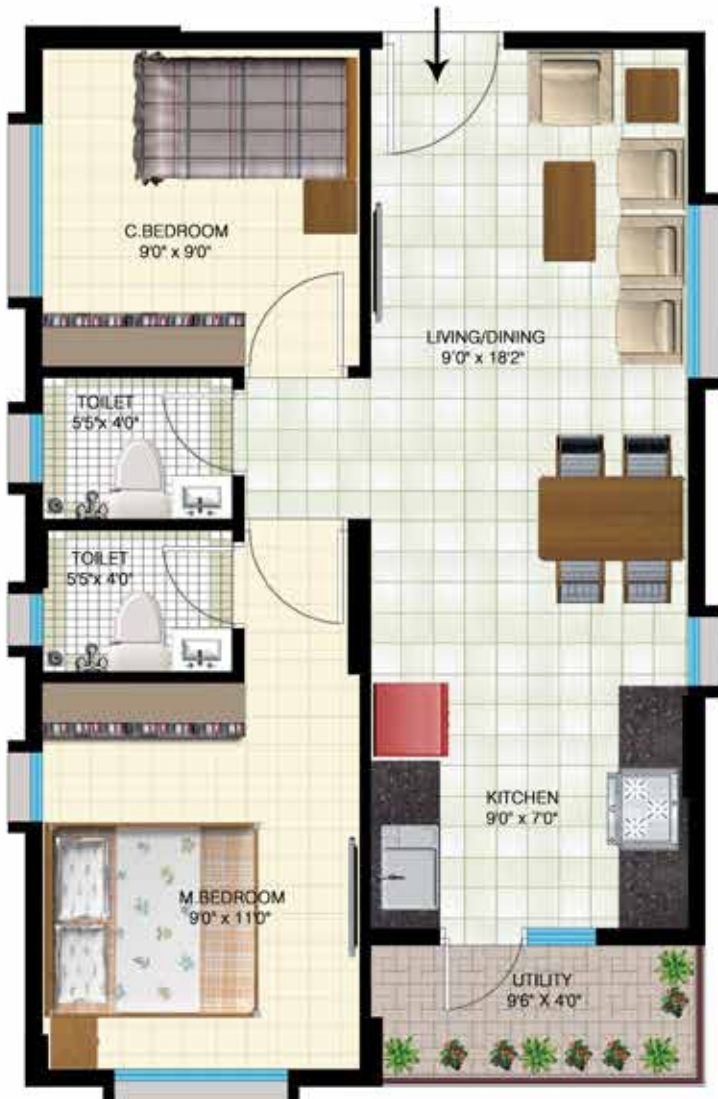 C.BEDROOM
9'0" x 9'0"
LIVING/DINING
9'0" x 18'2"
TOILET
5'5"x 4'0"
TOILET
5'5"x 4'0"
KITCHEN
9'0" x 7'0"
M.BEDROOM
9'0" x 11'0"
UTILITY
9'6" X 4'0"